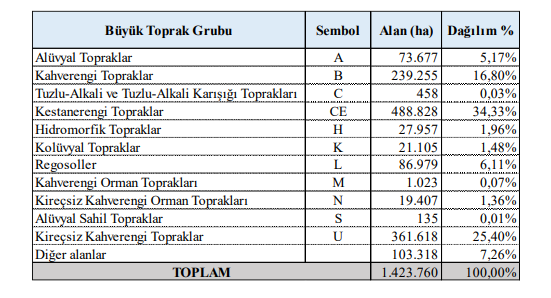 Büyük Toprak Grubu Sembol Alan (ha) Dağılım %
Alüvyal Topraklar A 73.677 5,17%
Kahverengi Topraklar B 239.255 16,80%
Tuzlu-Alkali ve Tuzlu-Alkali Karışığı Toprakları C 458 0,03%
Kestanerengi Topraklar CE 488.828 34,33%
Hidromorfik Topraklar H 27.957 1,96%
Kolüvyal Topraklar K 21.105 1,48%
Regosoller L 86.979 6,11%
Kahverengi Orman Toprakları M 1.023 0,07%
Kireçsiz Kahverengi Orman Toprakları N 19.407 1,36%
Alüvyal Sahil Topraklar S 135 0,01%
Kireçsiz Kahverengi Topraklar U 361.618 25,40%
Diğer alanlar 103.318 7,26%
TOPLAM 1.423.760 100,00%